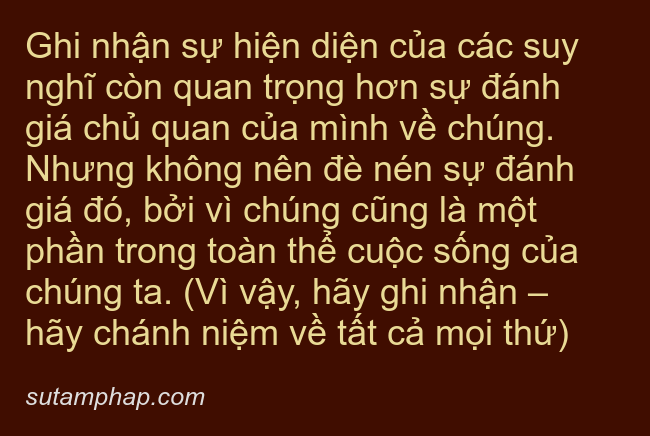 Ghi nhận sự hiện diện của các suy
nghĩ còn quan trọng hơn sự đánh
giá chủ quan của mình về chúng.
Nhưng không nên đè nén sự đánh
giá đó, bởi vì chúng cũng là một
phần trong toàn thể cuộc sống của
chúng ta. (Vì vậy, hãy ghi nhận –
hãy chánh niệm về tất cả mọi thứ)
sutamphap.com